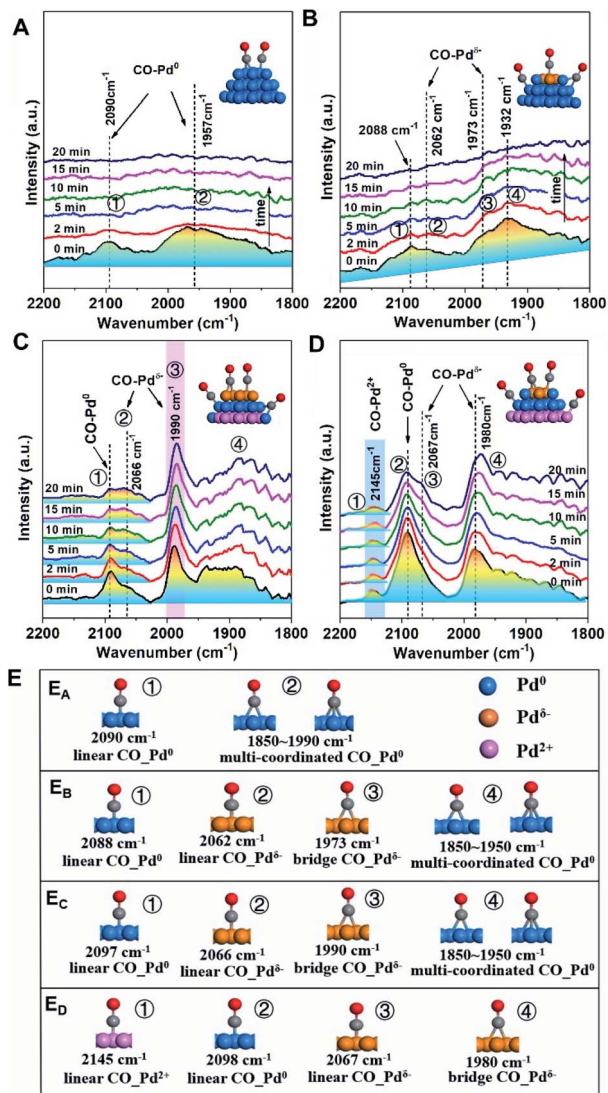 A
2090cm⁻¹
CO-Pd⁰
1957cm⁻¹
Intensity (a.u.)
20 min
15 min
10 min
5 min
2 min
0 min
①
②
time
2200 2100 2000 1900 1800
Wavenumber (cm⁻¹)
B
CO-Pdᵟ⁻
2088 cm⁻¹
2062 cm⁻¹
1973 cm⁻¹
1932 cm⁻¹
Intensity (a.u.)
20 min
15 min
10 min
5 min
2 min
0 min
①
②
③
④
time
2200 2100 2000 1900 1800
Wavenumber (cm⁻¹)
C
CO-Pd⁰
CO-Pdᵟ⁻
①
②
2066 cm⁻¹
③
1990 cm⁻¹
④
Intensity (a.u.)
20 min
15 min
10 min
5 min
2 min
0 min
2200 2100 2000 1900 1800
Wavenumber (cm⁻¹)
D
CO-Pd²⁺
CO-Pd⁰
CO-Pdᵟ⁻
①
2145cm⁻¹
②
2067cm⁻¹
③
1980cm⁻¹
④
Intensity (a.u.)
20 min
15 min
10 min
5 min
2 min
0 min
2200 2100 2000 1900 1800
Wavenumber (cm⁻¹)
E
E_A
① ②
2090 cm⁻¹ 1850~1990 cm⁻¹
linear CO_Pd⁰ multi-coordinated CO_Pd⁰
Pd⁰
Pdᵟ⁻
Pd²⁺
E_B
① ② ③ ④
2088 cm⁻¹ 2062 cm⁻¹ 1973 cm⁻¹ 1850~1950 cm⁻¹
linear CO_Pd⁰ linear CO_Pdᵟ⁻ bridge CO_Pdᵟ⁻ multi-coordinated CO_Pd⁰
E_C
① ② ③ ④
2097 cm⁻¹ 2066 cm⁻¹ 1990 cm⁻¹ 1850~1950 cm⁻¹
linear CO_Pd⁰ linear CO_Pdᵟ⁻ bridge CO_Pdᵟ⁻ multi-coordinated CO_Pd⁰
E_D
① ② ③ ④
2145 cm⁻¹ 2098 cm⁻¹ 2067 cm⁻¹ 1980 cm⁻¹
linear CO_Pd²⁺ linear CO_Pd⁰ linear CO_Pdᵟ⁻ bridge CO_Pdᵟ⁻